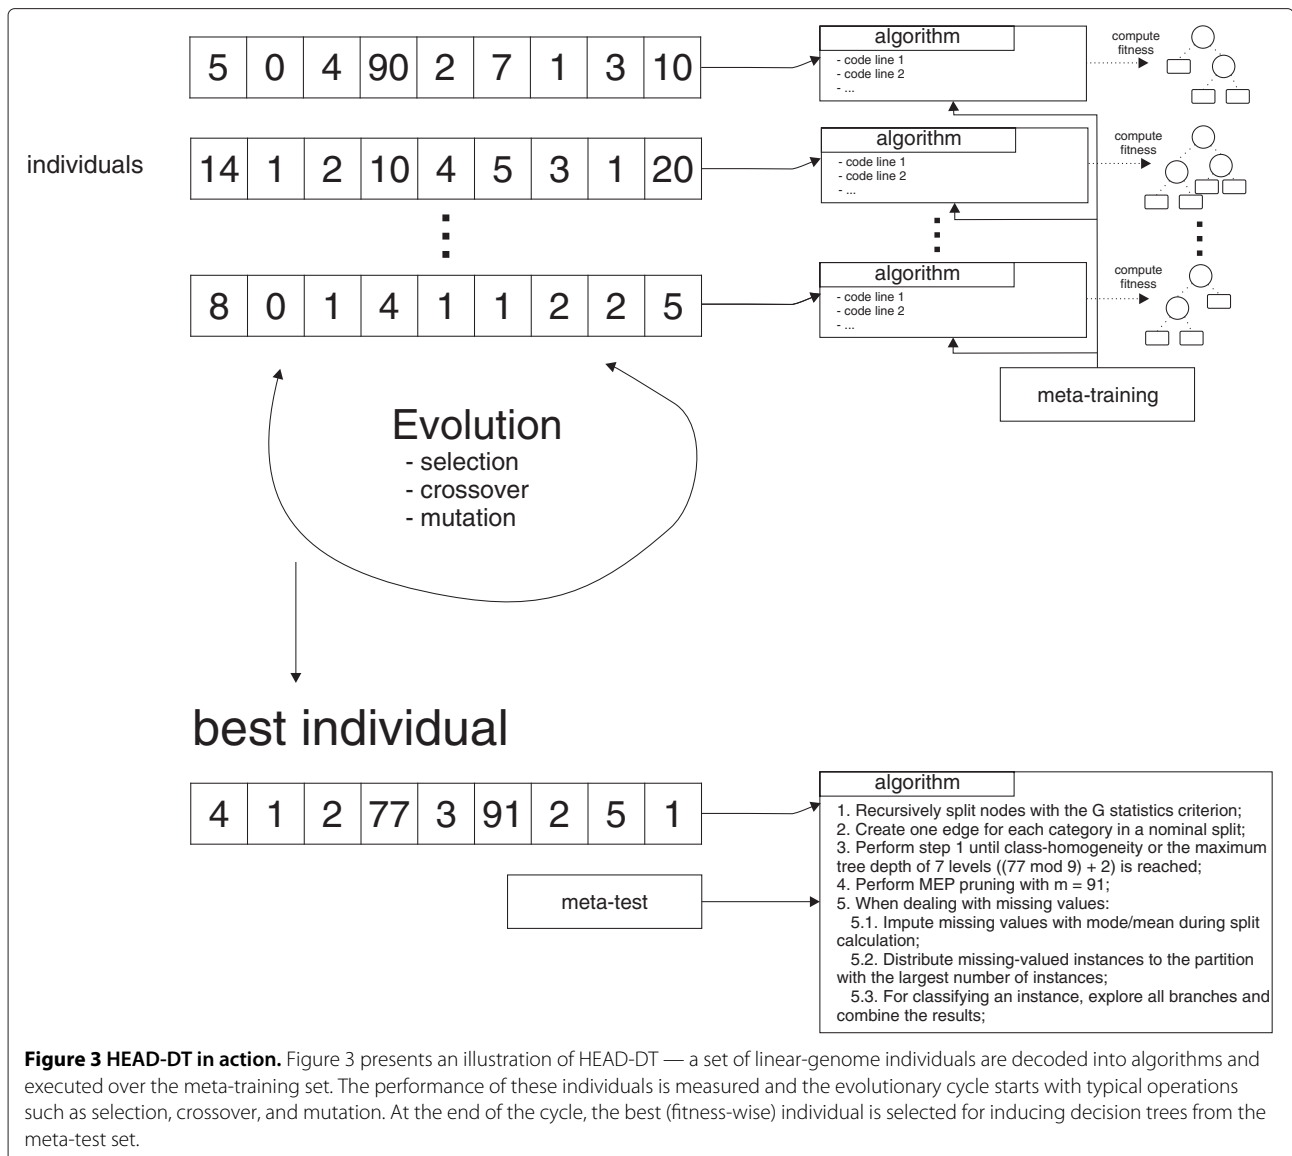 5 0 4 90 2 7 1 3 10
algorithm
- code line 1
- code line 2
- ...
compute
fitness
individuals
14 1 2 10 4 5 3 1 20
algorithm
- code line 1
- code line 2
- ...
compute
fitness
8 0 1 4 1 1 2 2 5
algorithm
- code line 1
- code line 2
- ...
compute
fitness
meta-training
Evolution
- selection
- crossover
- mutation
best individual
4 1 2 77 3 91 2 5 1
meta-test
algorithm
1. Recursively split nodes with the G statistics criterion;
2. Create one edge for each category in a nominal split;
3. Perform step 1 until class-homogeneity or the maximum
tree depth of 7 levels ((77 mod 9) + 2) is reached;
4. Perform MEP pruning with m = 91;
5. When dealing with missing values:
5.1. Impute missing values with mode/mean during split
calculation;
5.2. Distribute missing-valued instances to the partition
with the largest number of instances;
5.3. For classifying an instance, explore all branches and
combine the results;
Figure 3 HEAD-DT in action. Figure 3 presents an illustration of HEAD-DT — a set of linear-genome individuals are decoded into algorithms and
executed over the meta-training set. The performance of these individuals is measured and the evolutionary cycle starts with typical operations
such as selection, crossover, and mutation. At the end of the cycle, the best (fitness-wise) individual is selected for inducing decision trees from the
meta-test set.